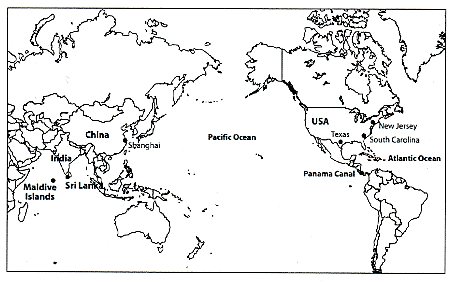 China
Shanghai
India
Maldive
Islands
Sri Lanka
Pacific Ocean
USA
Texas
New Jersey
South Carolina
Atlantic Ocean
Panama Canal